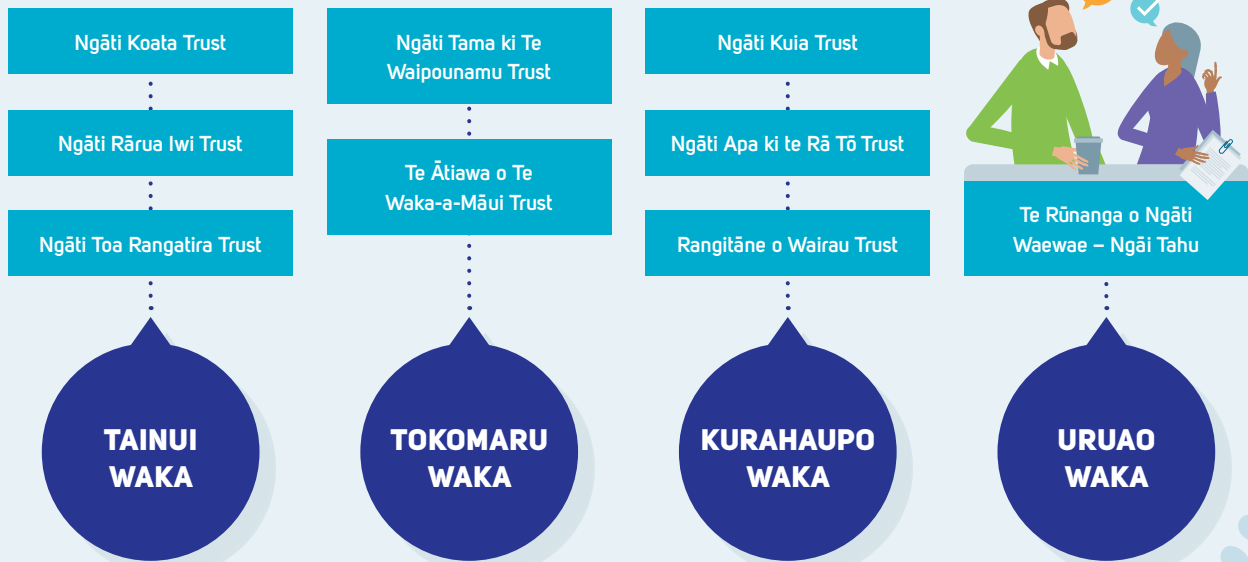 Ngāti Koata Trust
Ngāti Rārua Iwi Trust
Ngāti Toa Rangatira Trust
TAINUI
WAKA
Ngāti Tama ki Te
Waipounamu Trust
Te Ātiawa o Te
Waka-a-Māui Trust
TOKOMARU
WAKA
Ngāti Kuia Trust
Ngāti Apa ki te Rā Tō Trust
Rangitāne o Wairau Trust
KURAHAUPO
WAKA
Te Rūnanga o Ngāti
Waewae – Ngāi Tahu
URUAO
WAKA